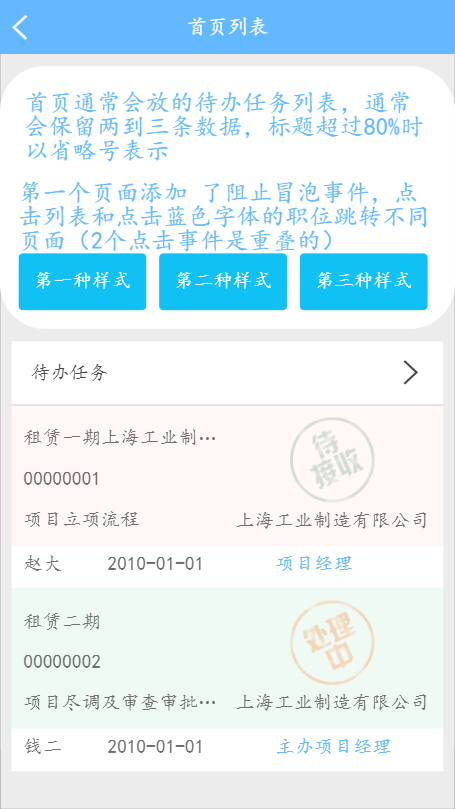 首页列表
首页通常会放的待办任务列表，通常
会保留两到三条数据，标题超过80%时
以省略号表示
第一个页面添加 了阻止冒泡事件，点
击列表和点击蓝色字体的职位跳转不同
页面（2个点击事件是重叠的）
第一种样式 第二种样式 第三种样式
待办任务
租赁一期上海工业制…
待接收
00000001
项目立项流程 上海工业制造有限公司
赵大 2010-01-01 项目经理
租赁二期
处理中
00000002
项目尽调及审查审批… 上海工业制造有限公司
钱二 2010-01-01 主办项目经理